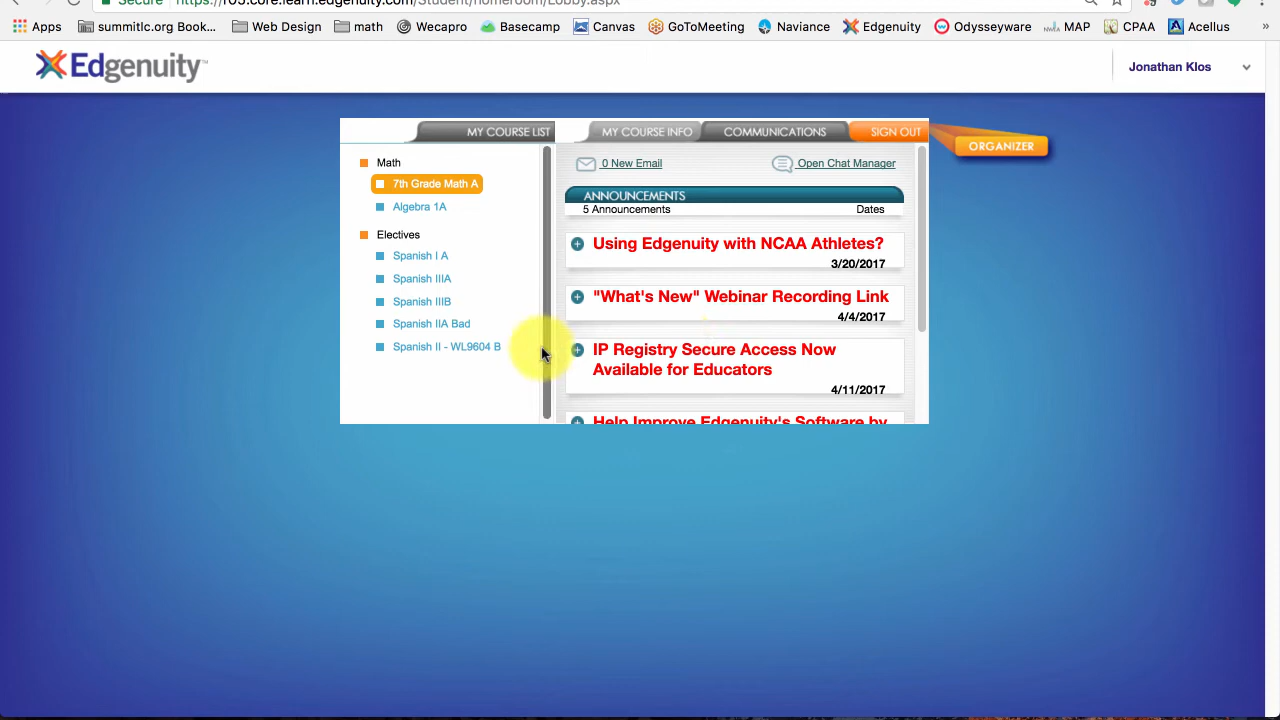 Secure https://r05.core.learn.edgenuity.com/Student/homeroom/Lobby.aspx
Apps summitlc.org Book... Web Design math Wecapro Basecamp Canvas GoToMeeting Naviance Edgenuity Odysseyware MAP CPAA Acellus »
Edgenuity™
Jonathan Klos
MY COURSE LIST
MY COURSE INFO COMMUNICATIONS SIGN OUT
ORGANIZER
Math
7th Grade Math A
Algebra 1A
Electives
Spanish I A
Spanish IIIA
Spanish IIIB
Spanish IIA Bad
Spanish II - WL9604 B
0 New Email Open Chat Manager
ANNOUNCEMENTS
5 Announcements Dates
Using Edgenuity with NCAA Athletes?
3/20/2017
"What's New" Webinar Recording Link
4/4/2017
IP Registry Secure Access Now
Available for Educators
4/11/2017
Help Improve Edgenuity's Software by